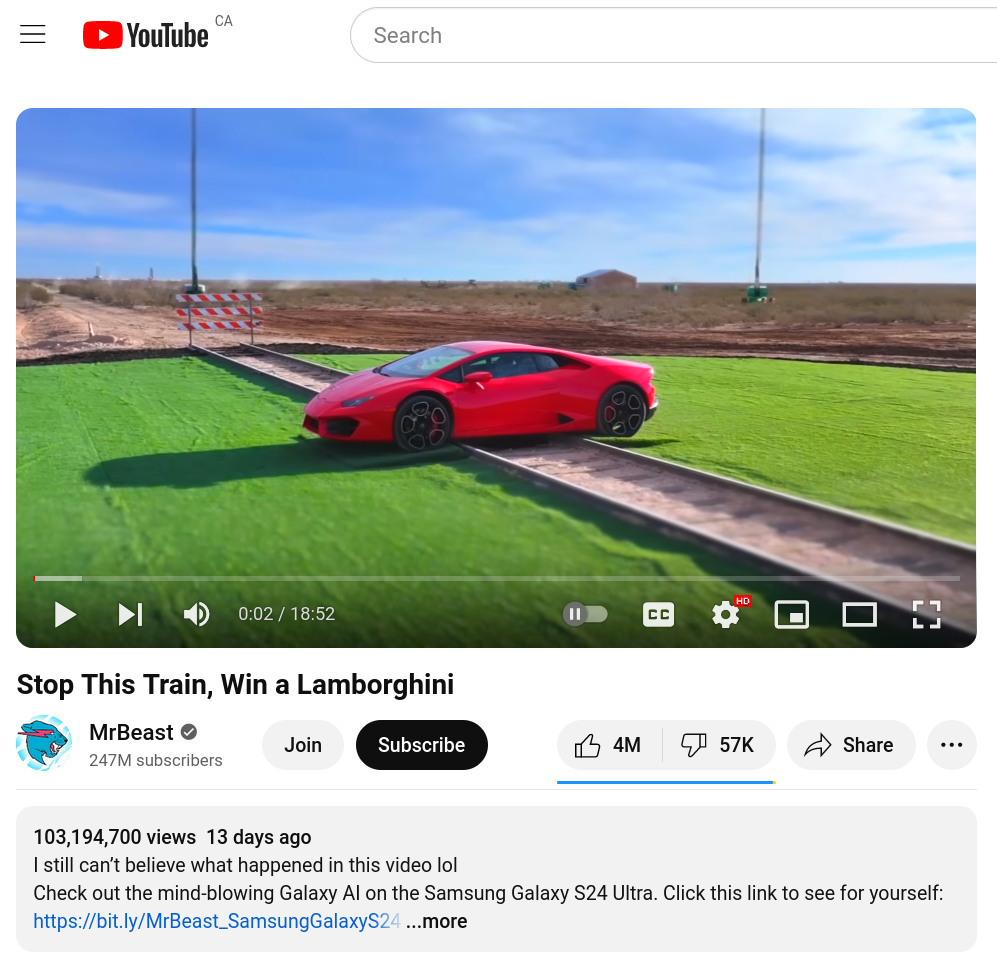 YouTube CA
Search
0:02 / 18:52
CC
HD
Stop This Train, Win a Lamborghini
MrBeast
247M subscribers
Join
Subscribe
4M
57K
Share
103,194,700 views 13 days ago
I still can’t believe what happened in this video lol
Check out the mind-blowing Galaxy AI on the Samsung Galaxy S24 Ultra. Click this link to see for yourself:
https://bit.ly/MrBeast_SamsungGalaxyS24 ...more